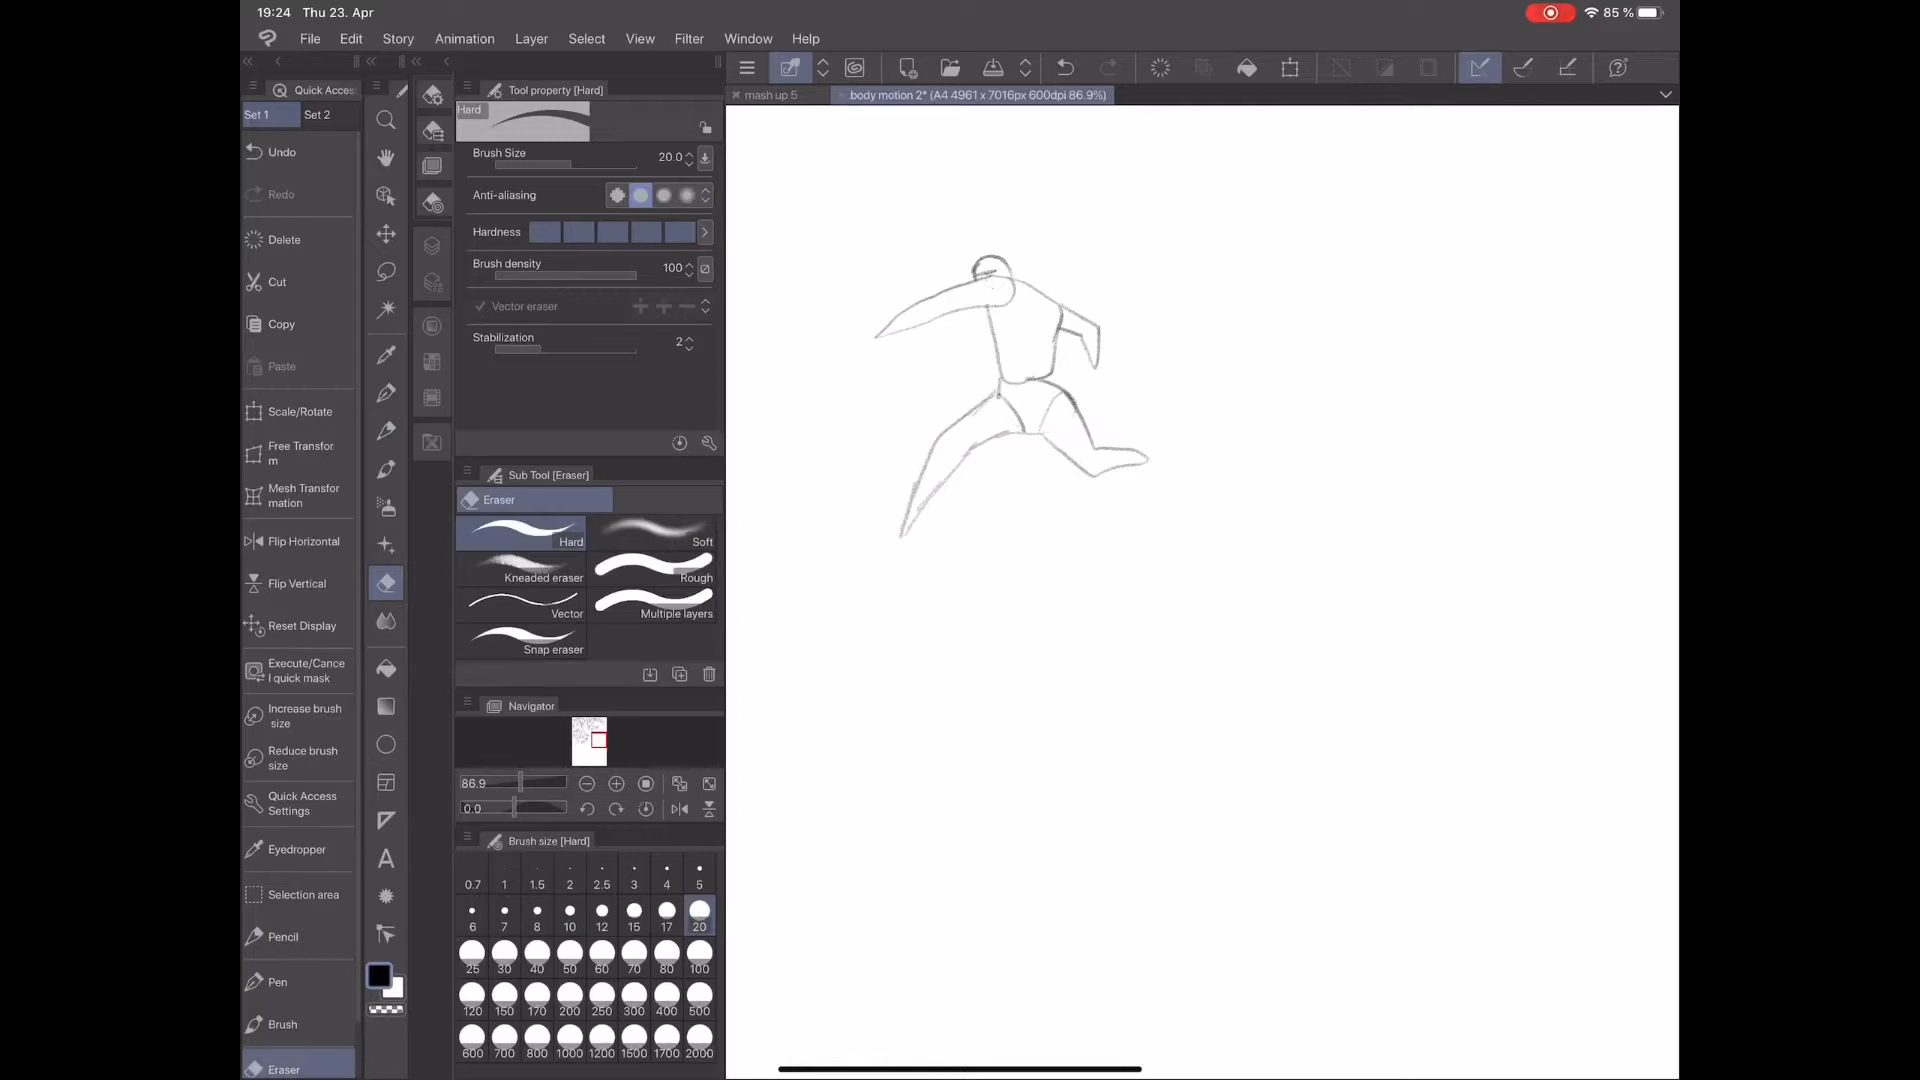 19:24 Thu 23. Apr
85 %
File Edit Story Animation Layer Select View Filter Window Help
Quick Acces
Set 1 Set 2
Undo
Redo
Delete
Cut
Copy
Paste
Scale/Rotate
Free Transfor
m
Mesh Transfor
mation
Flip Horizontal
Flip Vertical
Reset Display
Execute/Cance
l quick mask
Increase brush
size
Reduce brush
size
Quick Access
Settings
Eyedropper
Selection area
Pencil
Pen
Brush
Eraser
A
Tool property [Hard]
Hard
Brush Size 20.0
Anti-aliasing
Hardness
Brush density 100
Vector eraser
Stabilization 2
Sub Tool [Eraser]
Eraser
Hard Soft
Kneaded eraser Rough
Vector Multiple layers
Snap eraser
Navigator
86.9
0.0
Brush size [Hard]
0.7 1 1.5 2 2.5 3 4 5
6 7 8 10 12 15 17 20
25 30 40 50 60 70 80 100
120 150 170 200 250 300 400 500
600 700 800 1000 1200 1500 1700 2000
mash up 5
body motion 2* (A4 4961 x 7016px 600dpi 86.9%)